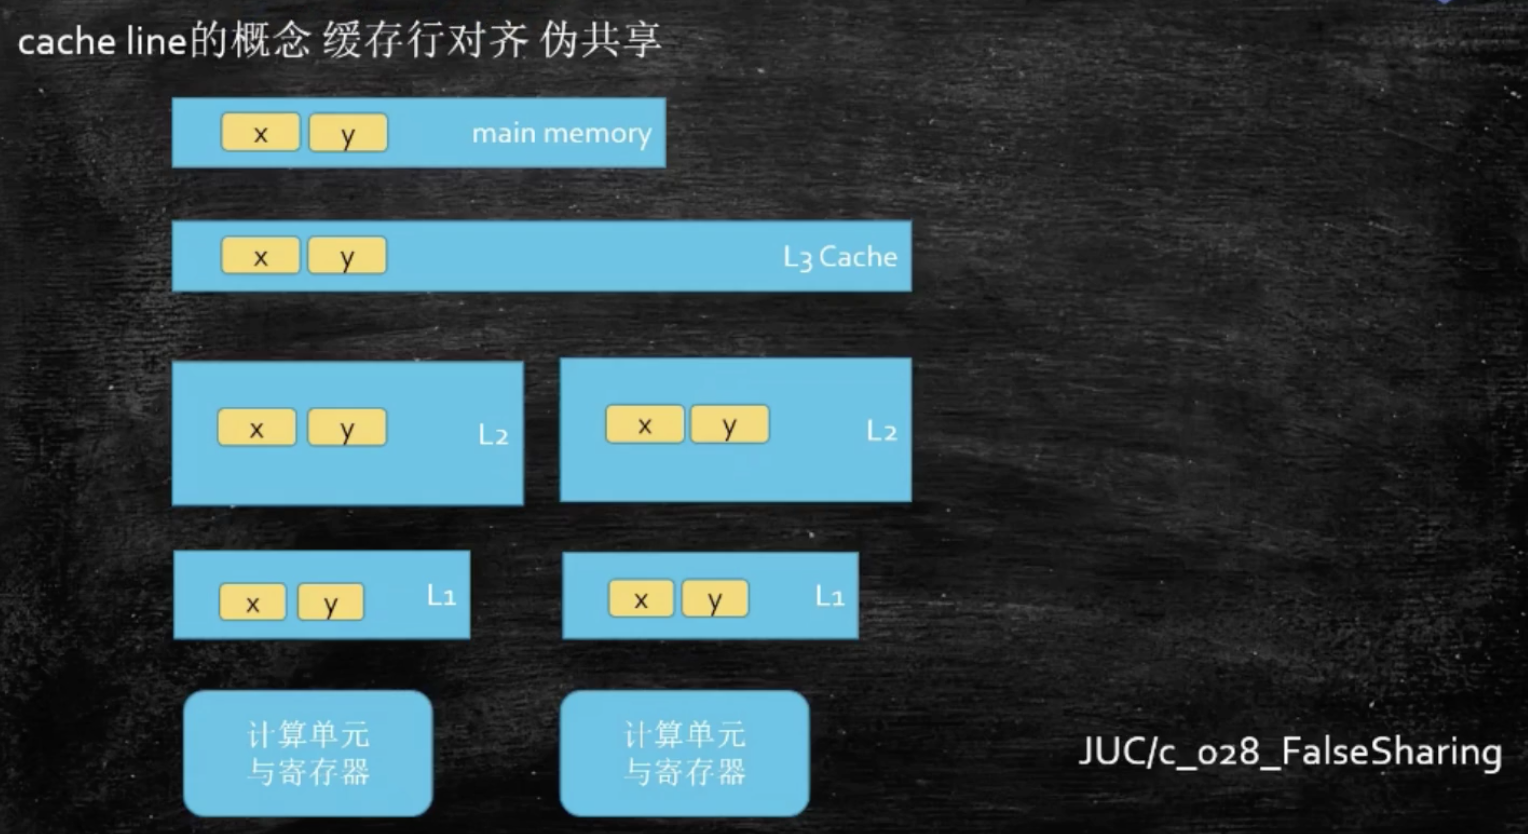 cache line的概念 缓存行对齐 伪共享
x y main memory
x y L3 Cache
x y L2
x y L2
x y L1
x y L1
计算单元
与寄存器
计算单元
与寄存器
JUC/c_028_FalseSharing